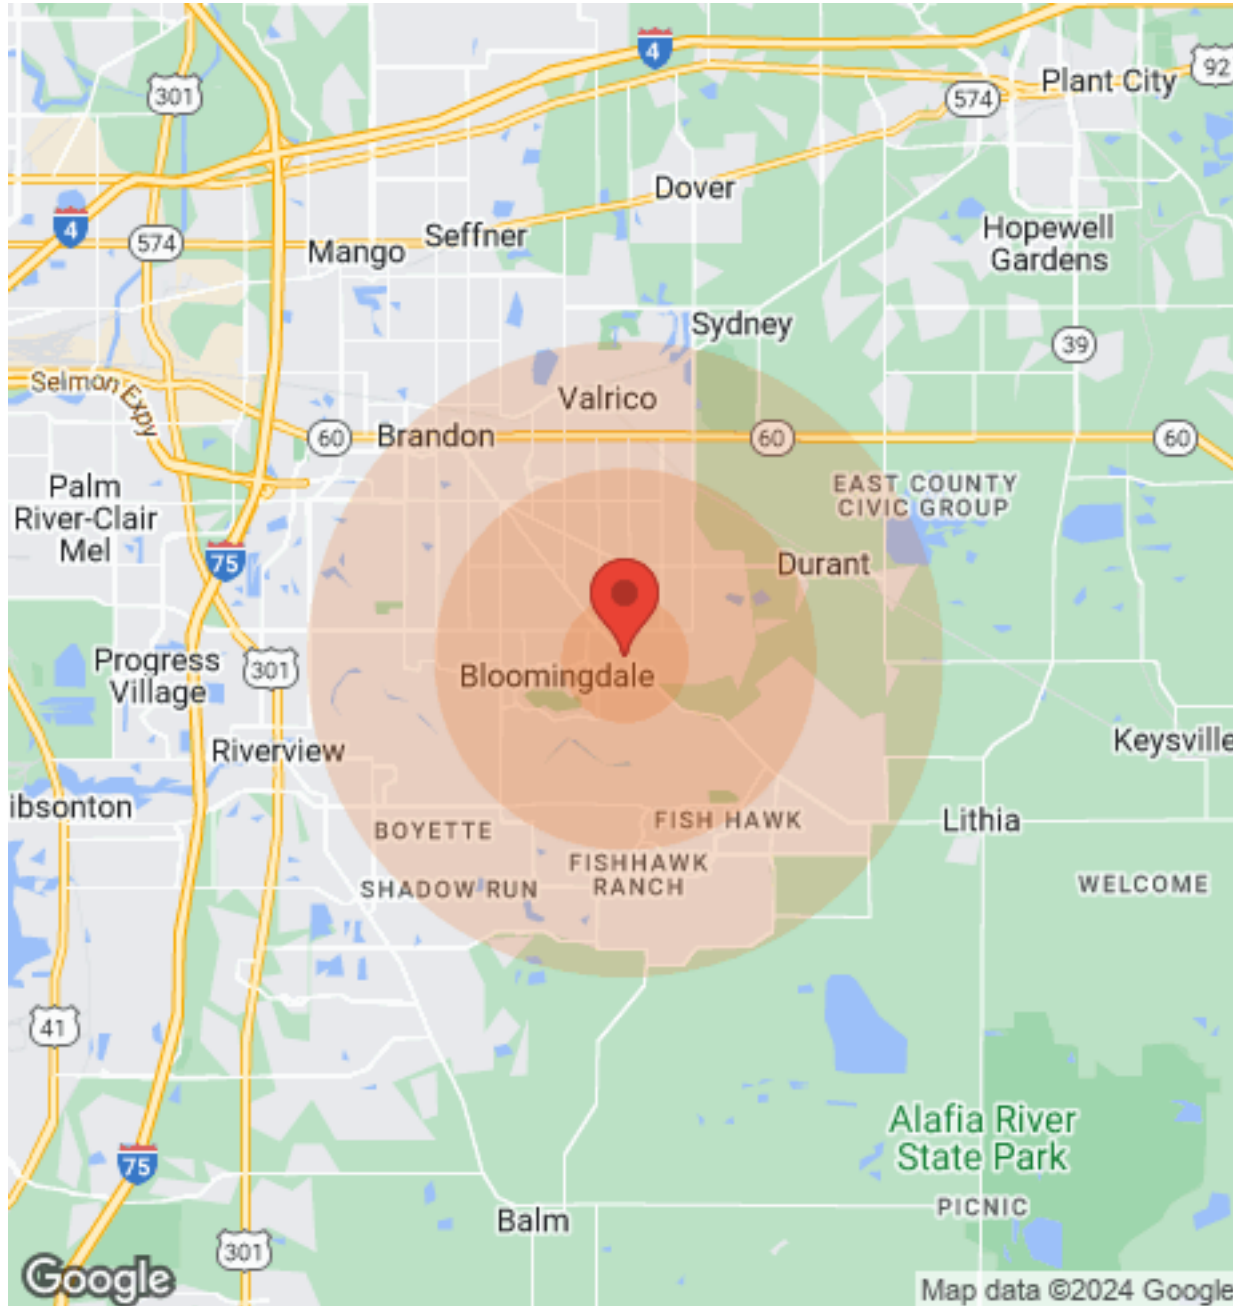 4
Plant City
92
301
574
Dover
4
574
Mango
Seffner
Hopewell
Gardens
Sydney
39
Selmon Expy
Valrico
60
Brandon
60
60
Palm
River-Clair
Mel
EAST COUNTY
CIVIC GROUP
75
Durant
Progress
Village
301
Bloomingdale
Riverview
Keysville
ibsonton
BOYETTE
FISH HAWK
Lithia
FISHHAWK
RANCH
SHADOW RUN
WELCOME
41
Alafia River
State Park
75
PICNIC
Balm
301
Google
Map data ©2024 Google